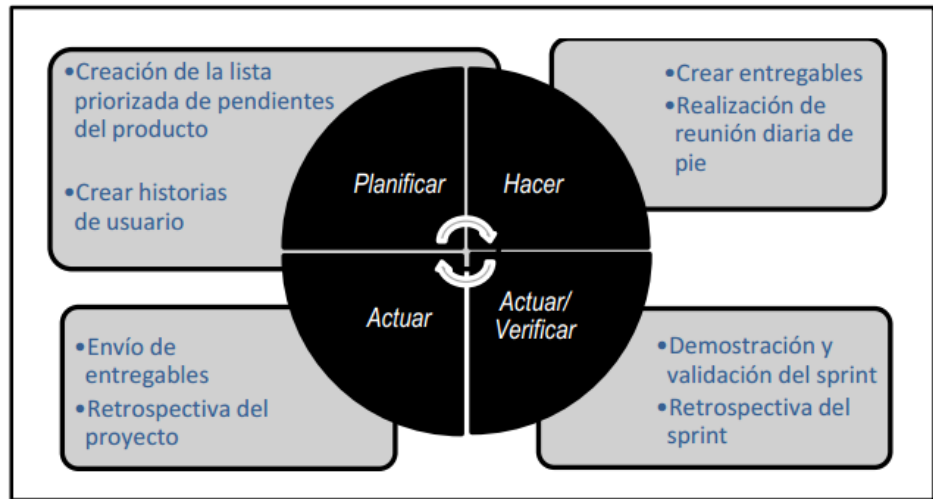 •Creación de la lista
priorizada de pendientes
del producto
•Crear historias
de usuario
Planificar
Hacer
•Crear entregables
•Realización de
reunión diaria de
pie
Actuar
Actuar/
Verificar
•Envío de
entregables
•Retrospectiva del
proyecto
•Demostración y
validación del sprint
•Retrospectiva del
sprint